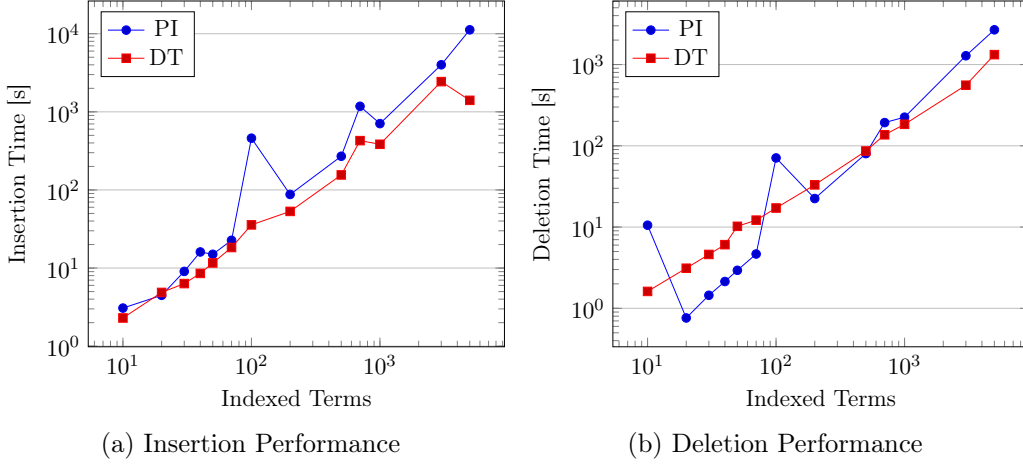 10^4
10^3
10^2
10^1
10^0
Insertion Time [s]
PI
DT
10^1
10^2
10^3
Indexed Terms
(a) Insertion Performance
10^3
10^2
10^1
10^0
Deletion Time [s]
PI
DT
10^1
10^2
10^3
Indexed Terms
(b) Deletion Performance